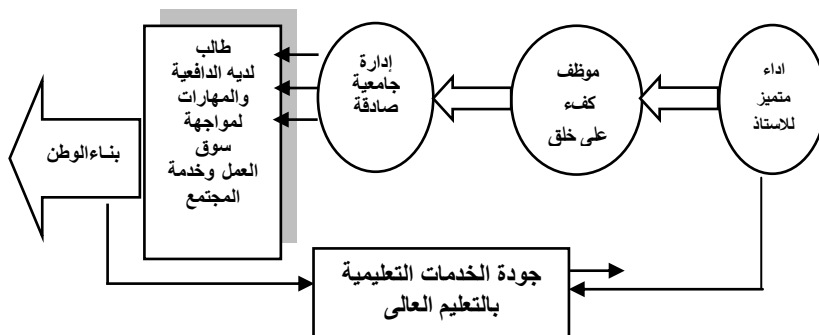 اداء
متميز
للاستاذ
موظف
كفء
على خلق
إدارة
جامعية
صادقة
طالب
لديه الدافعية
والمهارات
لمواجهة
سوق
العمل وخدمة
المجتمع
بناءالوطن
جودة الخدمات التعليمية
بالتعليم العالى